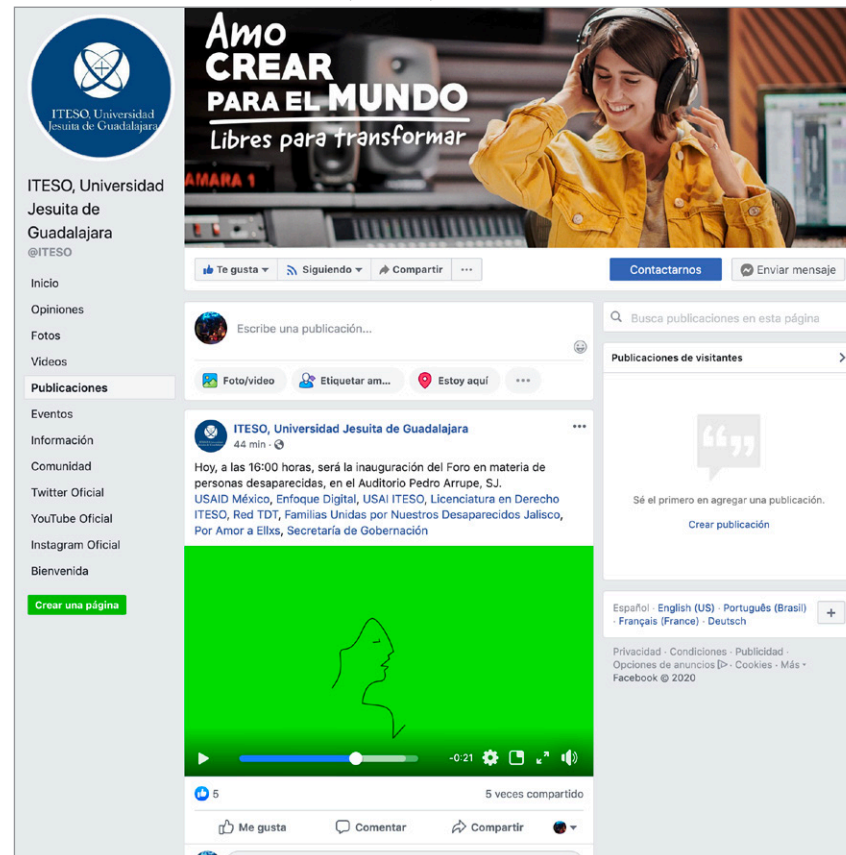 ITESO, Universidad
Jesuita de Guadalajara
Amo
CREAR
PARA EL MUNDO
Libres para transformar
AMARA 1
ITESO, Universidad
Jesuita de
Guadalajara
@ITESO
Inicio
Opiniones
Fotos
Videos
Publicaciones
Eventos
Información
Comunidad
Twitter Oficial
YouTube Oficial
Instagram Oficial
Bienvenida
Crear una página
Te gusta
Siguiendo
Compartir
Contactarnos
Enviar mensaje
Escribe una publicación...
Foto/video
Etiquetar am...
Estoy aquí
ITESO, Universidad Jesuita de Guadalajara
44 min ·
Hoy, a las 16:00 horas, será la inauguración del Foro en materia de
personas desaparecidas, en el Auditorio Pedro Arrupe, SJ.
USAID México, Enfoque Digital, USAI ITESO, Licenciatura en Derecho
ITESO, Red TDT, Familias Unidas por Nuestros Desaparecidos Jalisco,
Por Amor a Ellxs, Secretaría de Gobernación
-0:21
5
5 veces compartido
Me gusta
Comentar
Compartir
Busca publicaciones en esta página
Publicaciones de visitantes
Sé el primero en agregar una publicación.
Crear publicación
Español · English (US) · Português (Brasil)
· Français (France) · Deutsch
Privacidad · Condiciones · Publicidad ·
Opciones de anuncios · Cookies · Más
Facebook © 2020